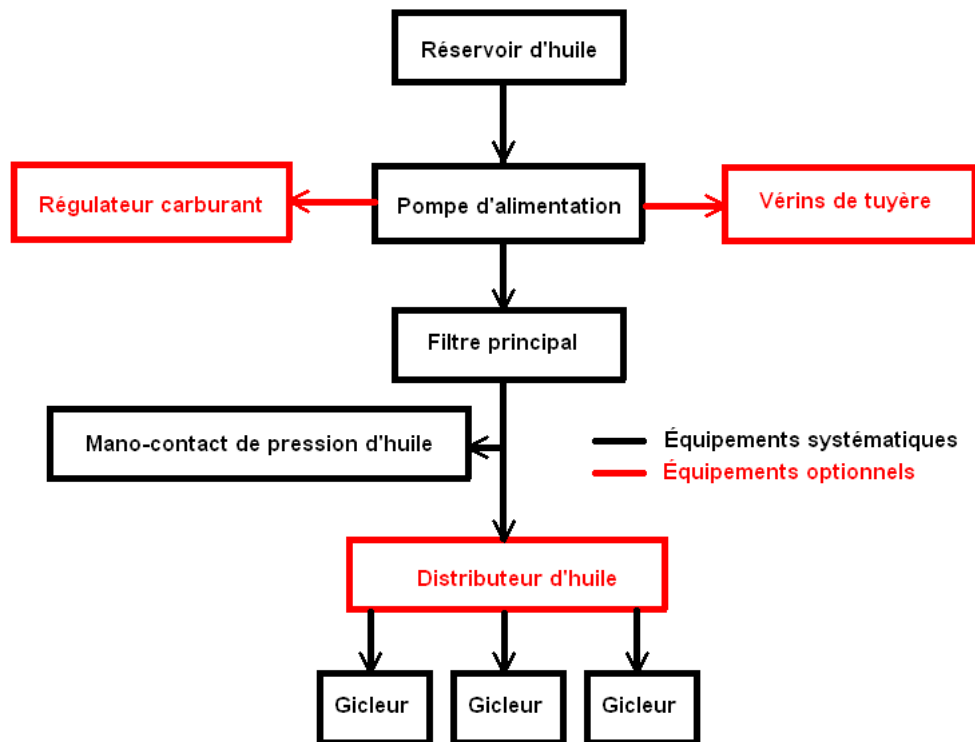 Réservoir d'huile
Régulateur carburant
Pompe d'alimentation
Vérins de tuyère
Filtre principal
Mano-contact de pression d'huile
Équipements systématiques
Équipements optionnels
Distributeur d'huile
Gicleur
Gicleur
Gicleur